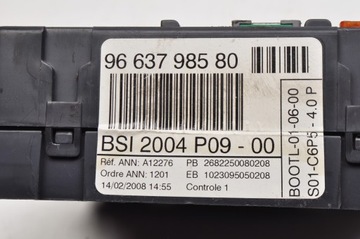 96 637 985 80
BSI 2004 P09 - 00
Réf. ANN: A12276 PB 2682250080208
Ordre ANN: 1201 EB 1023095050208
14/02/2008 14:55 Controle 1
BOOTL-01-06-00
S01-C6P5 - 4.0 P